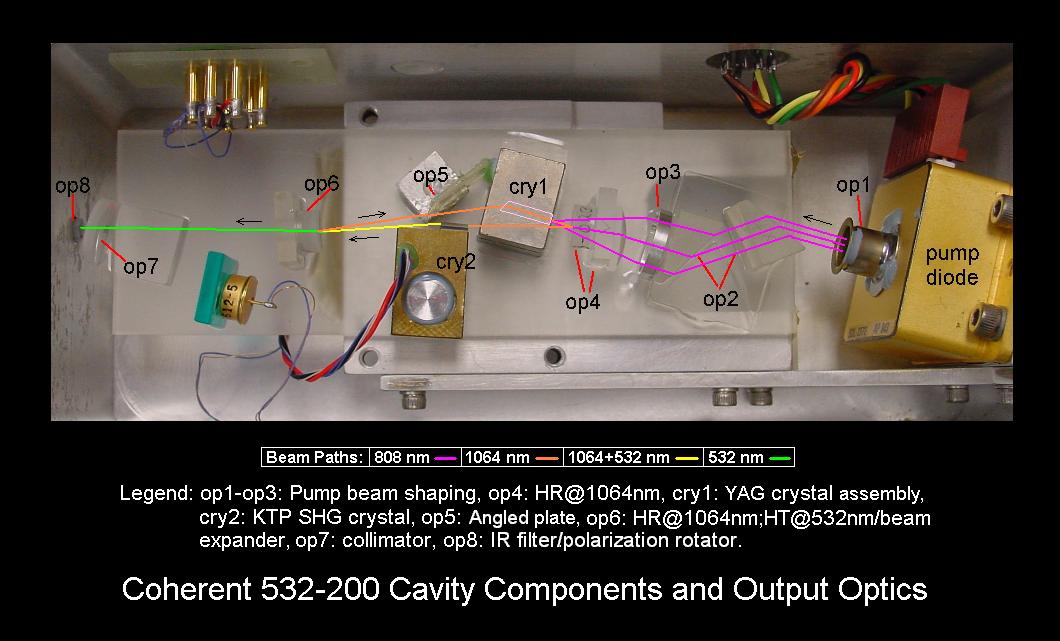 op8
op6
op5
cry1
op3
op1
op7
cry2
op4
op2
pump
diode
Beam Paths: 808 nm 1064 nm 1064+532 nm 532 nm
Legend: op1-op3: Pump beam shaping, op4: HR@1064nm, cry1: YAG crystal assembly,
cry2: KTP SHG crystal, op5: Angled plate, op6: HR@1064nm;HT@532nm/beam
expander, op7: collimator, op8: IR filter/polarization rotator.
Coherent 532-200 Cavity Components and Output Optics